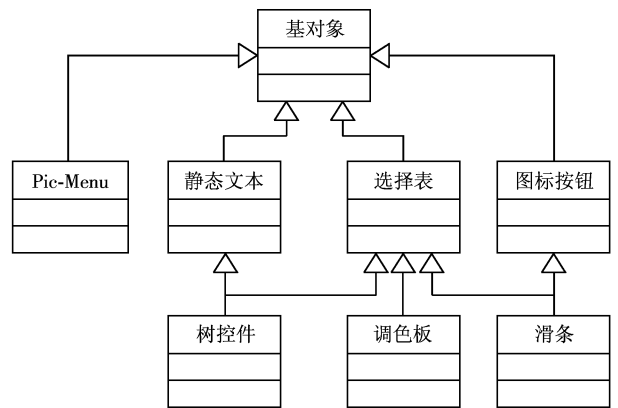 基对象
Pic-Menu
静态文本
选择表
图标按钮
树控件
调色板
滑条